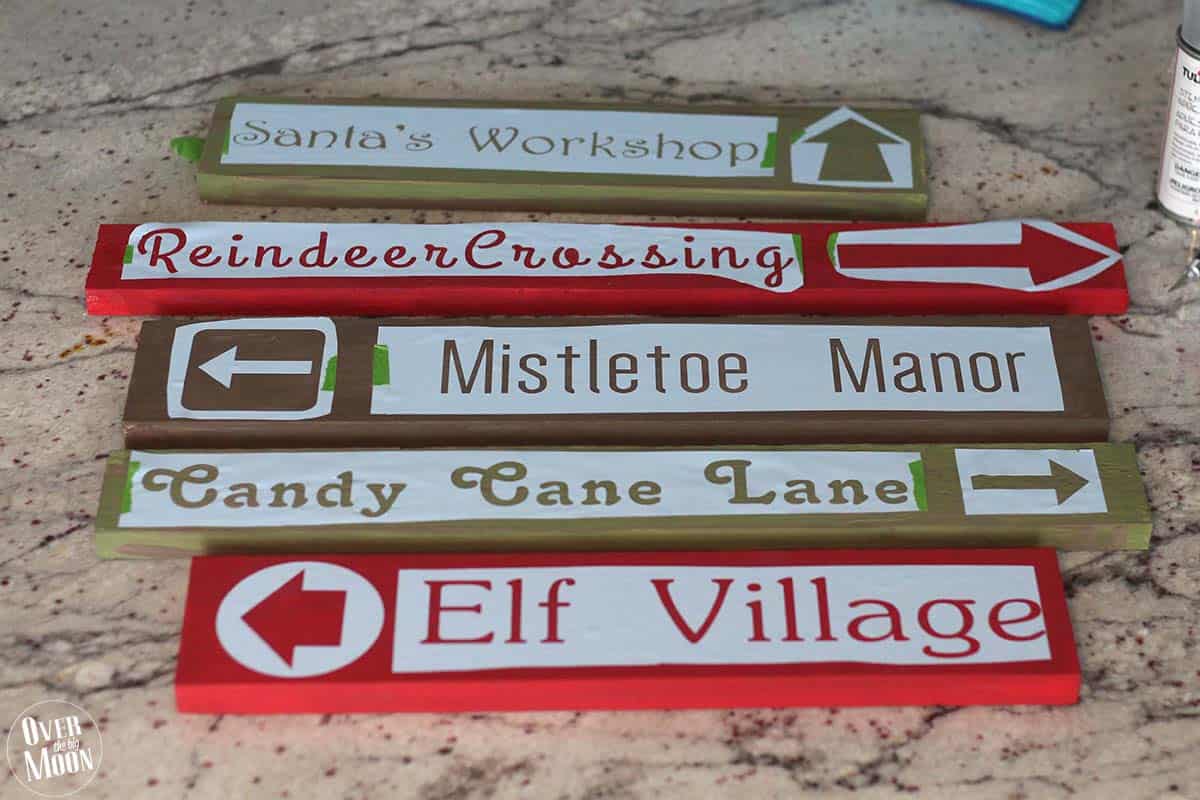 Santa's Workshop
ReindeerCrossing
Mistletoe Manor
Candy Cane Lane
Elf Village
OVER
the big
MOON